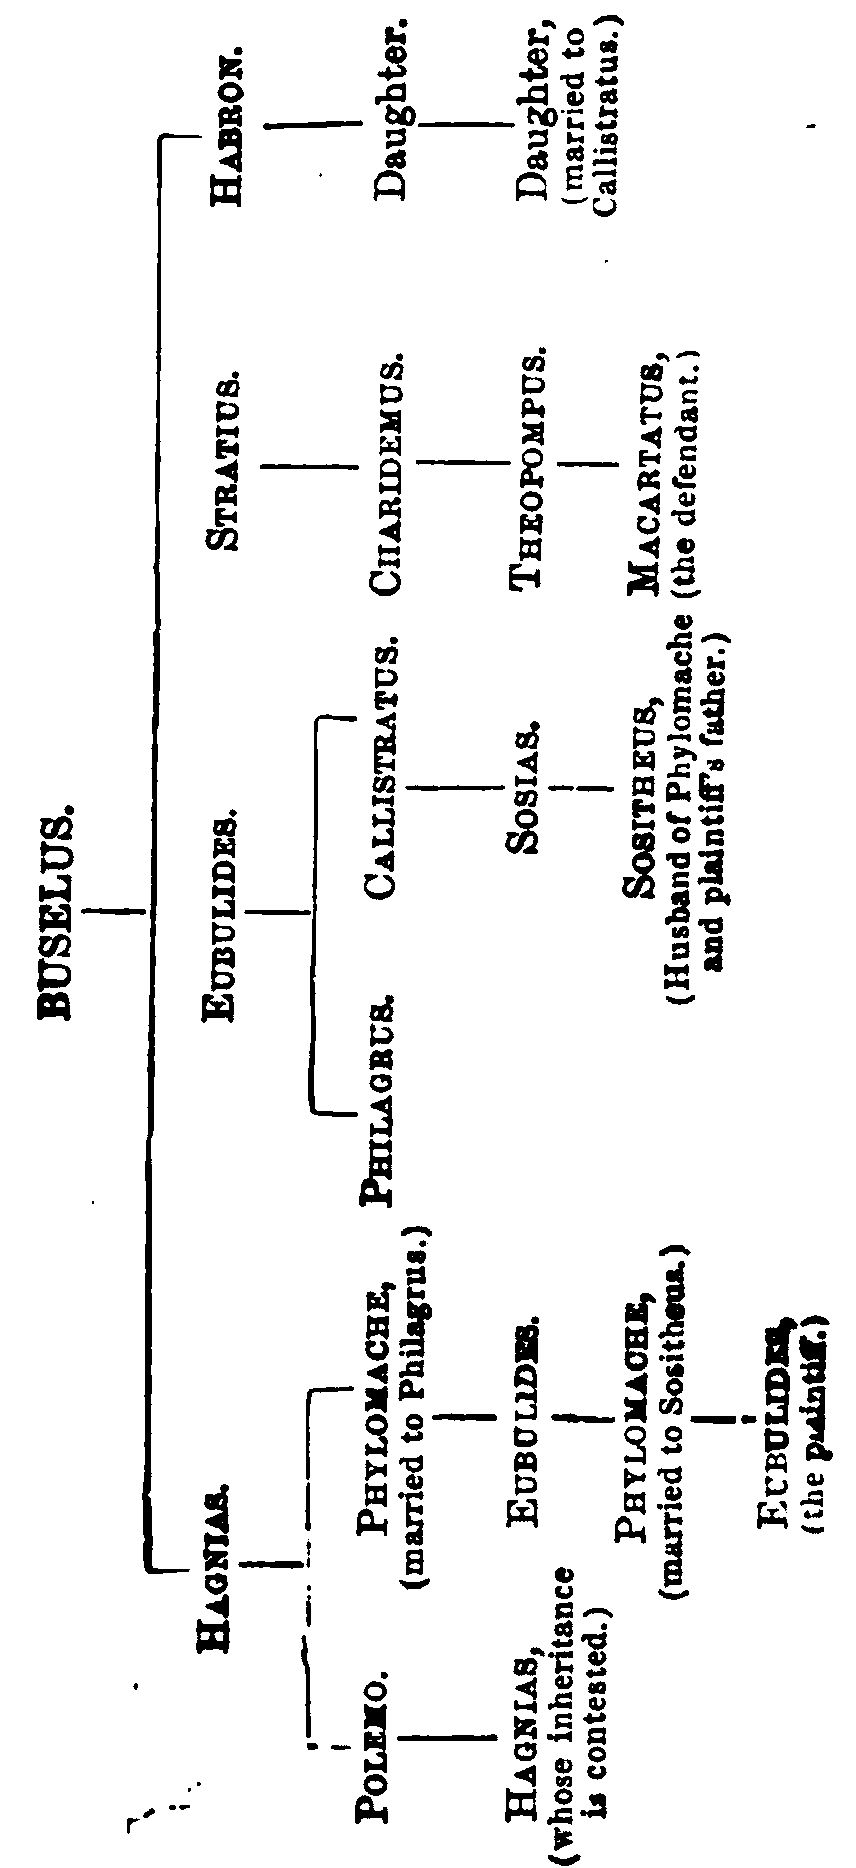 BUSELUS.
HAGNIAS. EUBULIDES. STRATIUS. HABRON.
POLEMO. PHYLOMACHE, PHILAGRUS. CALLISTRATUS. CHARIDEMUS. Daughter.
(married to Philagrus.)
HAGNIAS, EUBULIDES. SOSIAS. THEOPOMPUS. Daughter,
(whose inheritance (married to
is contested.) Callistratus.)
PHYLOMACHE, SOSITHEUS, MACARTATUS,
(married to Sositheus.) (Husband of Phylomache (the defendant.)
and plaintiff's father.)
EUBULIDES,
(the plaintiff.)